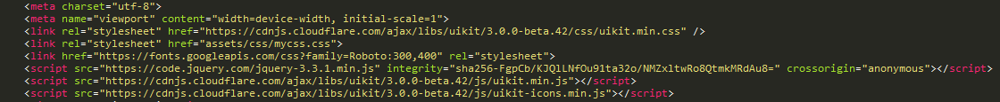 <meta charset="utf-8">
<meta name="viewport" content="width=device-width, initial-scale=1">
<link rel="stylesheet" href="https://cdnjs.cloudflare.com/ajax/libs/uikit/3.0.0-beta.42/css/uikit.min.css" />
<link rel="stylesheet" href="assets/css/mycss.css">
<link href="https://fonts.googleapis.com/css?family=Roboto:300,400" rel="stylesheet">
<script src="https://code.jquery.com/jquery-3.3.1.min.js" integrity="sha256-FgpCb/KJQlLNfOu91ta32o/NMZxltwRo8QtmkMRdAu8=" crossorigin="anonymous"></script>
<script src="https://cdnjs.cloudflare.com/ajax/libs/uikit/3.0.0-beta.42/js/uikit.min.js"></script>
<script src="https://cdnjs.cloudflare.com/ajax/libs/uikit/3.0.0-beta.42/js/uikit-icons.min.js"></script>